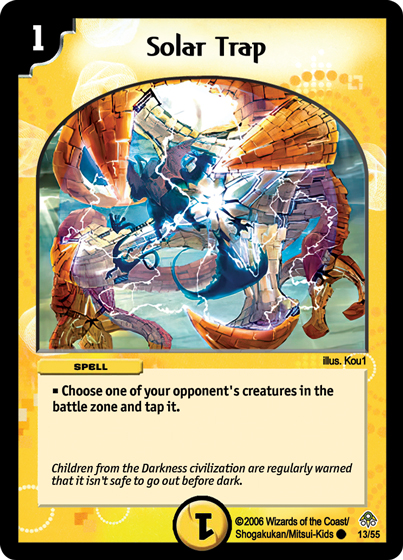 1
Solar Trap
illus. Kou1
SPELL
▪ Choose one of your opponent's creatures in the
battle zone and tap it.
Children from the Darkness civilization are regularly warned
that it isn't safe to go out before dark.
1
©2006 Wizards of the Coast/
Shogakukan/Mitsui-Kids ● 13/55